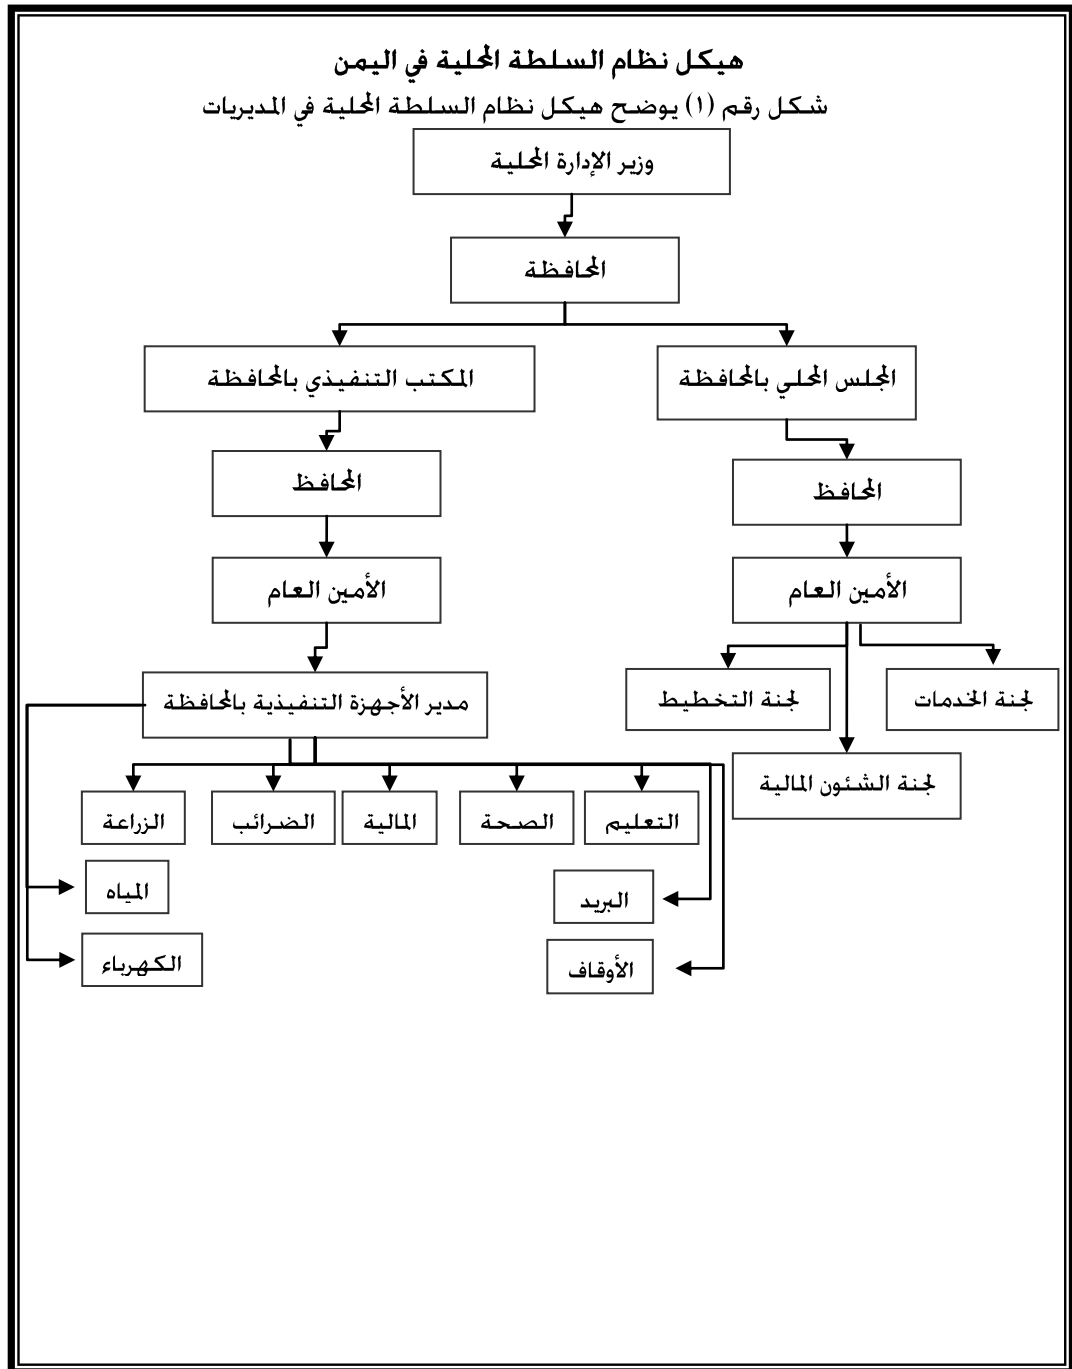 هيكل نظام السلطة المحلية في اليمن
شكل رقم (١) يوضح هيكل نظام السلطة المحلية في المديريات
وزير الإدارة المحلية
المحافظة
المجلس المحلي بالمحافظة
المكتب التنفيذي بالمحافظة
المحافظ
المحافظ
الأمين العام
الأمين العام
لجنة الخدمات
لجنة التخطيط
مدير الأجهزة التنفيذية بالمحافظة
لجنة الشئون المالية
التعليم
الصحة
المالية
الضرائب
الزراعة
البريد
المياه
الأوقاف
الكهرباء